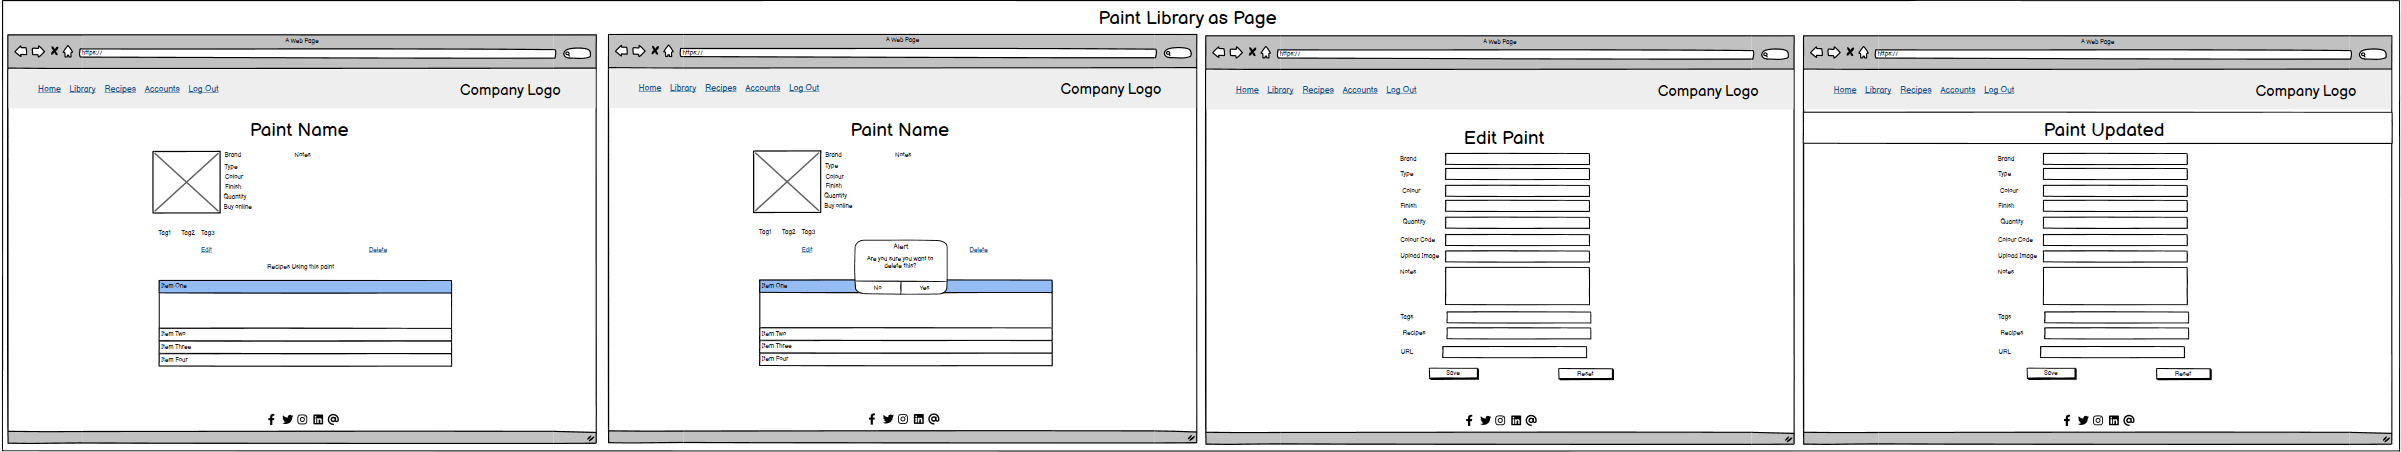 Paint Library as Page
A Web Page
https://
Home Library Recipes Accounts Log Out
Company Logo
Paint Name
Brand
Notes
Type
Colour
Finish
Quantity
Buy online
Tag1 Tag2 Tag3
Edit
Delete
Recipes Using this paint
Item One
Item Two
Item Three
Item Four
A Web Page
https://
Home Library Recipes Accounts Log Out
Company Logo
Paint Name
Brand
Notes
Type
Colour
Finish
Quantity
Buy online
Tag1 Tag2 Tag3
Edit
Delete
Alert
Are you sure you want to
delete this?
No
Yes
Item One
Item Two
Item Three
Item Four
A Web Page
https://
Home Library Recipes Accounts Log Out
Company Logo
Edit Paint
Brand
Type
Colour
Finish
Quantity
Colour Code
Upload Image
Notes
Tags
Recipes
URL
Save
Reset
A Web Page
https://
Home Library Recipes Accounts Log Out
Company Logo
Paint Updated
Brand
Type
Colour
Finish
Quantity
Colour Code
Upload Image
Notes
Tags
Recipes
URL
Save
Reset